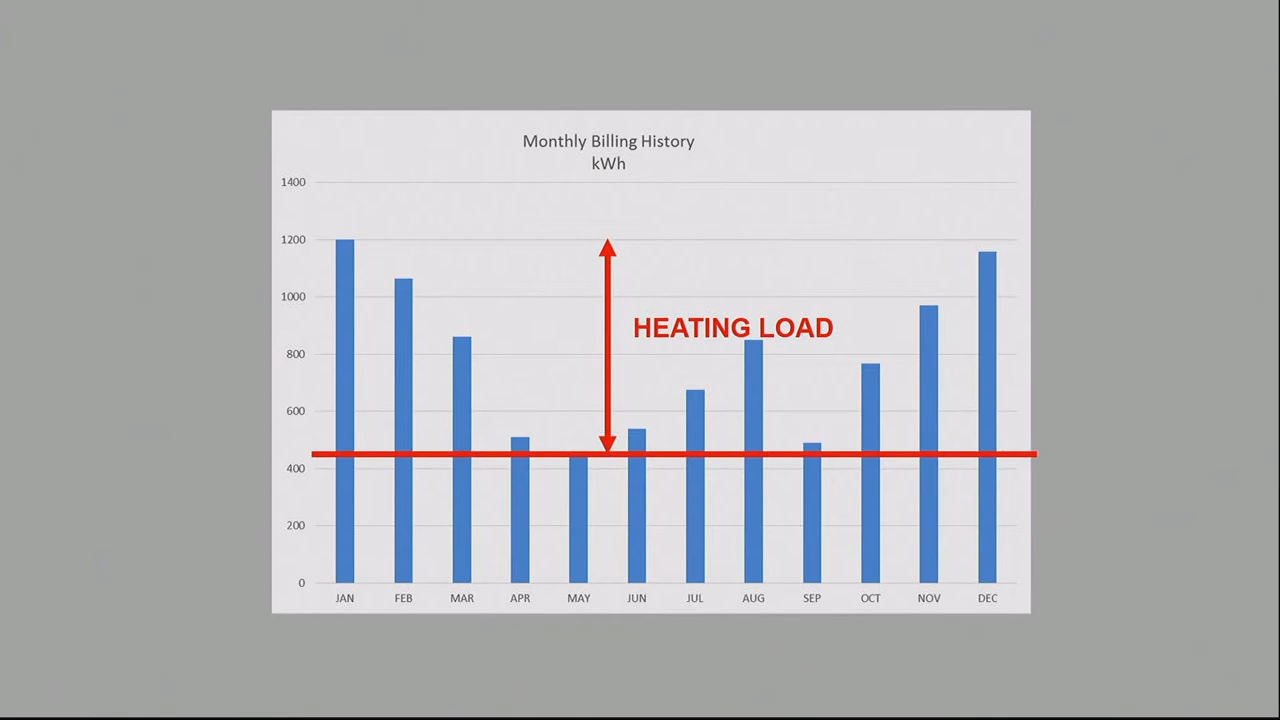 Monthly Billing History
kWh
1400
1200
1000
HEATING LOAD
800
600
400
200
0
JAN FEB MAR APR MAY JUN JUL AUG SEP OCT NOV DEC